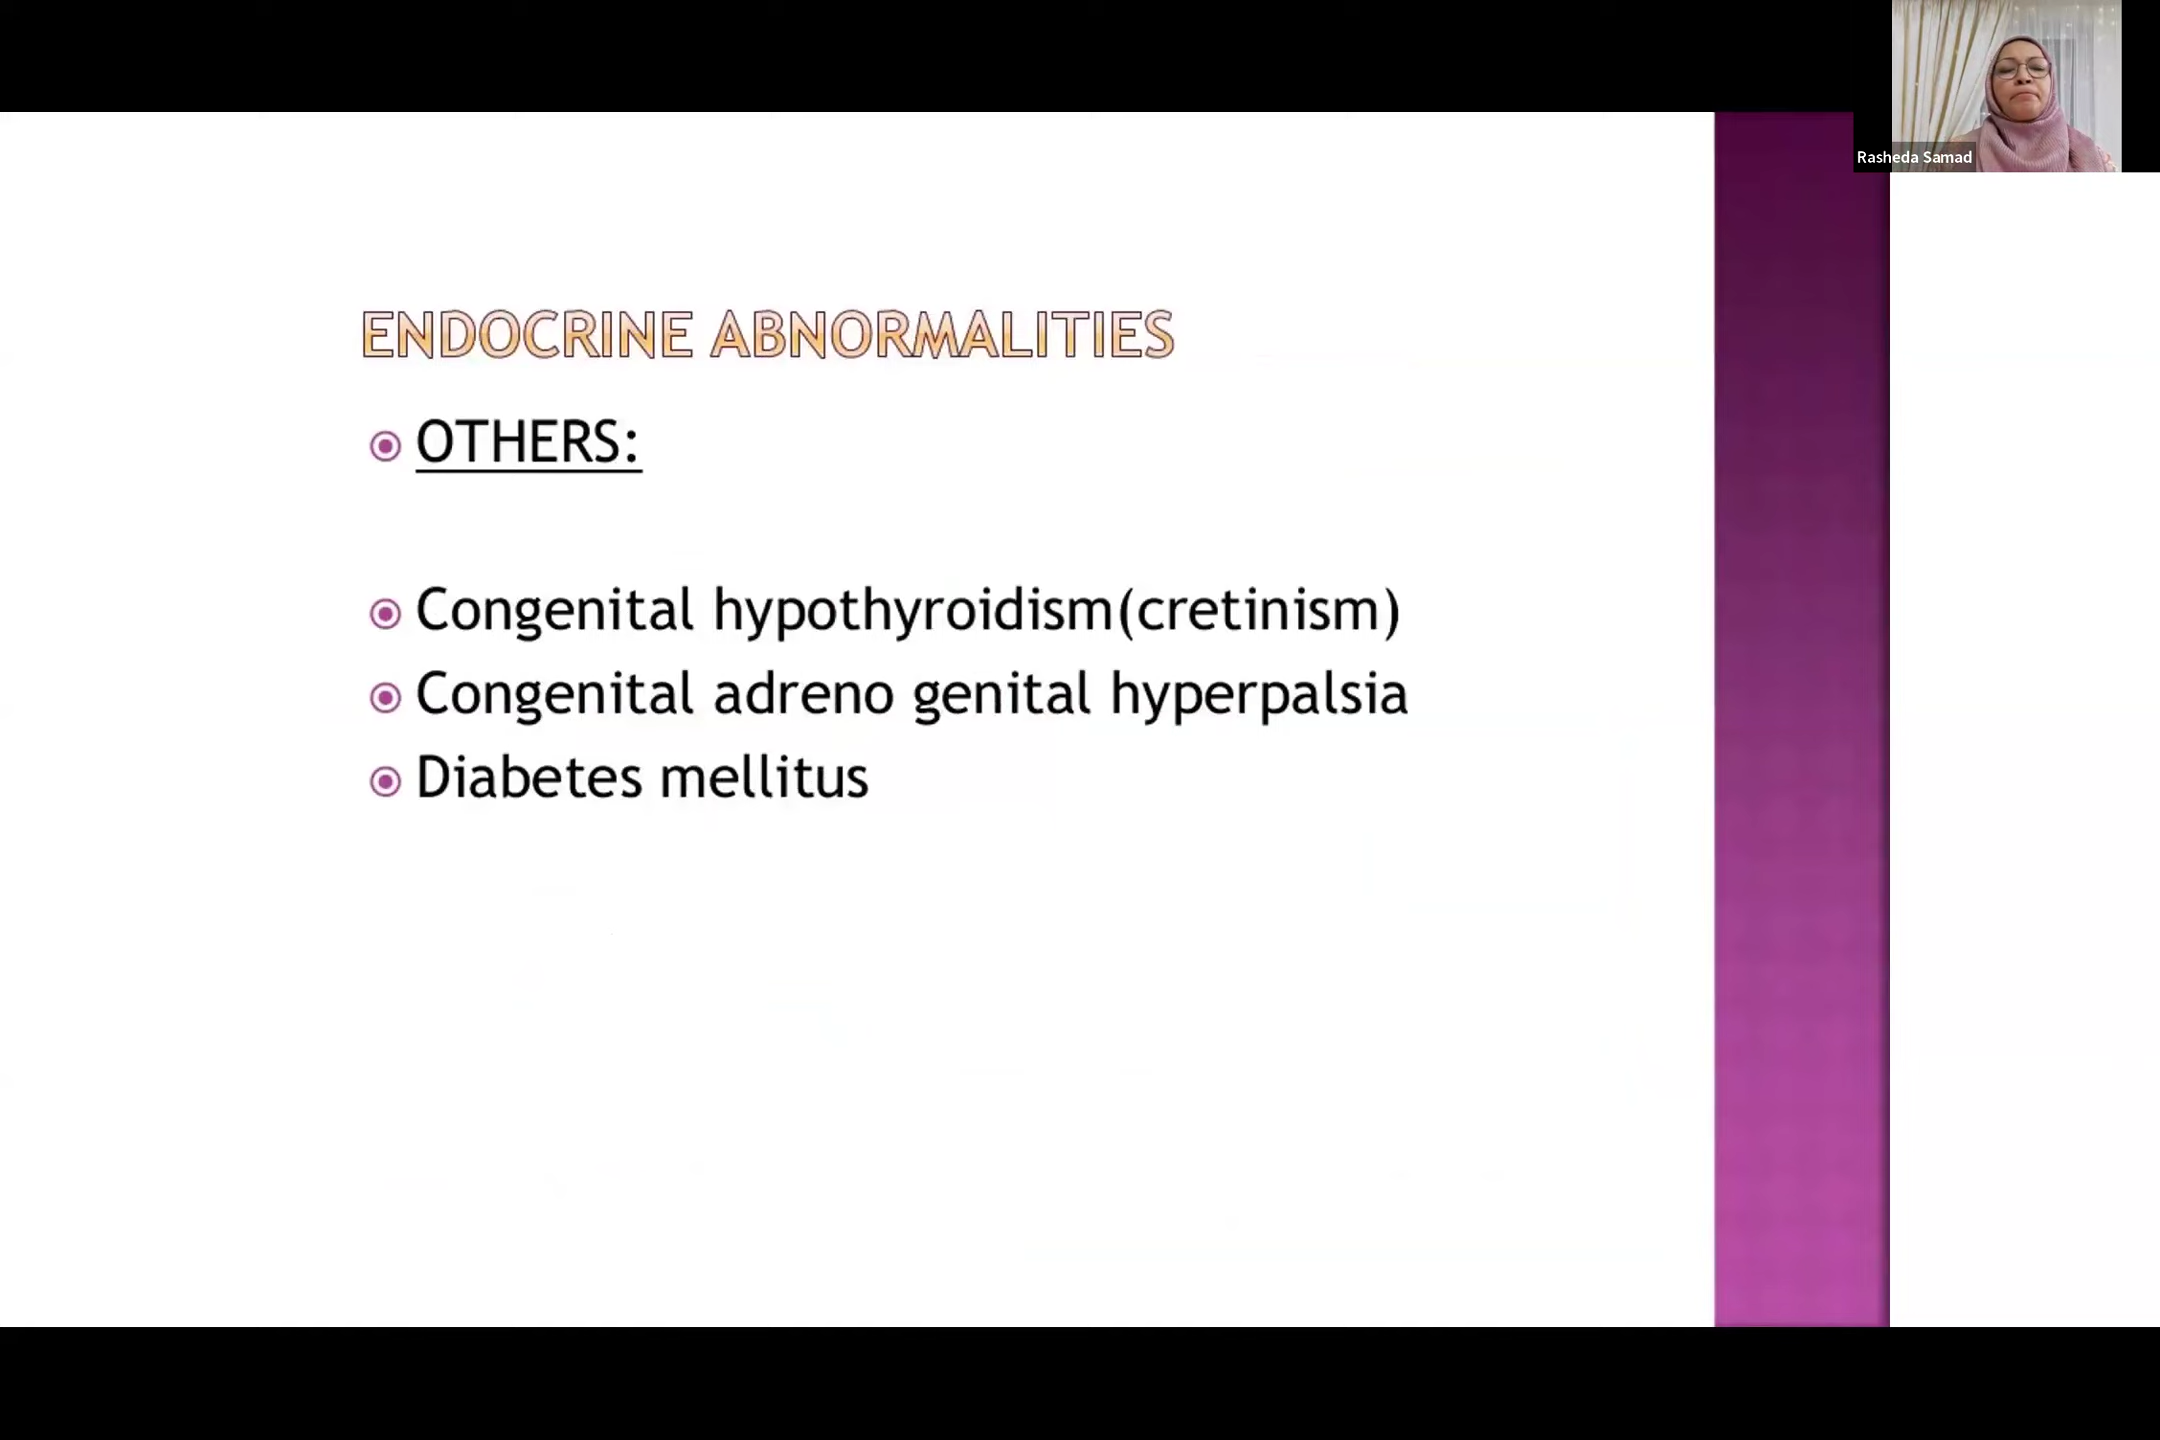 Rasheda Samad
ENDOCRINE ABNORMALITIES
OTHERS:
Congenital hypothyroidism(cretinism)
Congenital adreno genital hyperpalsia
Diabetes mellitus